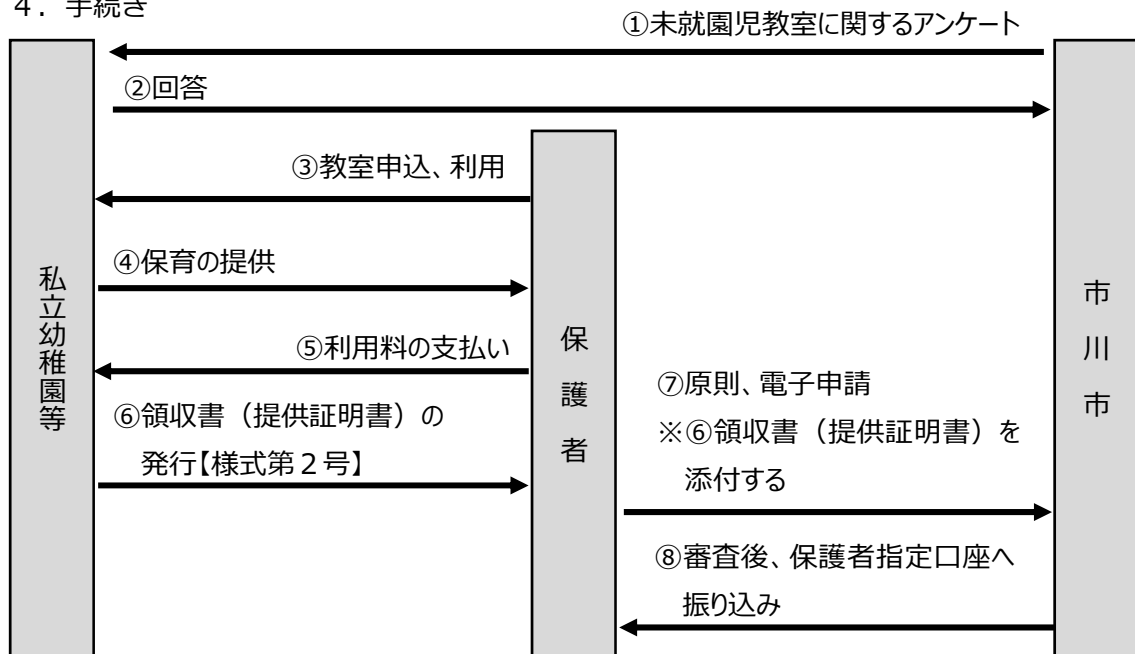 ４．手続き
①未就園児教室に関するアンケート
②回答
③教室申込、利用
④保育の提供
⑤利用料の支払い
⑥領収書（提供証明書）の
発行【様式第２号】
私立幼稚園等
保護者
市川市
⑦原則、電子申請
※⑥領収書（提供証明書）を
添付する
⑧審査後、保護者指定口座へ
振り込み